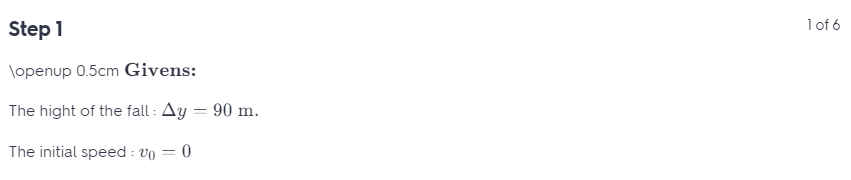 Step 1
1 of 6
\openup 0.5cm Givens:
The hight of the fall : Δy = 90 m.
The initial speed : v₀ = 0